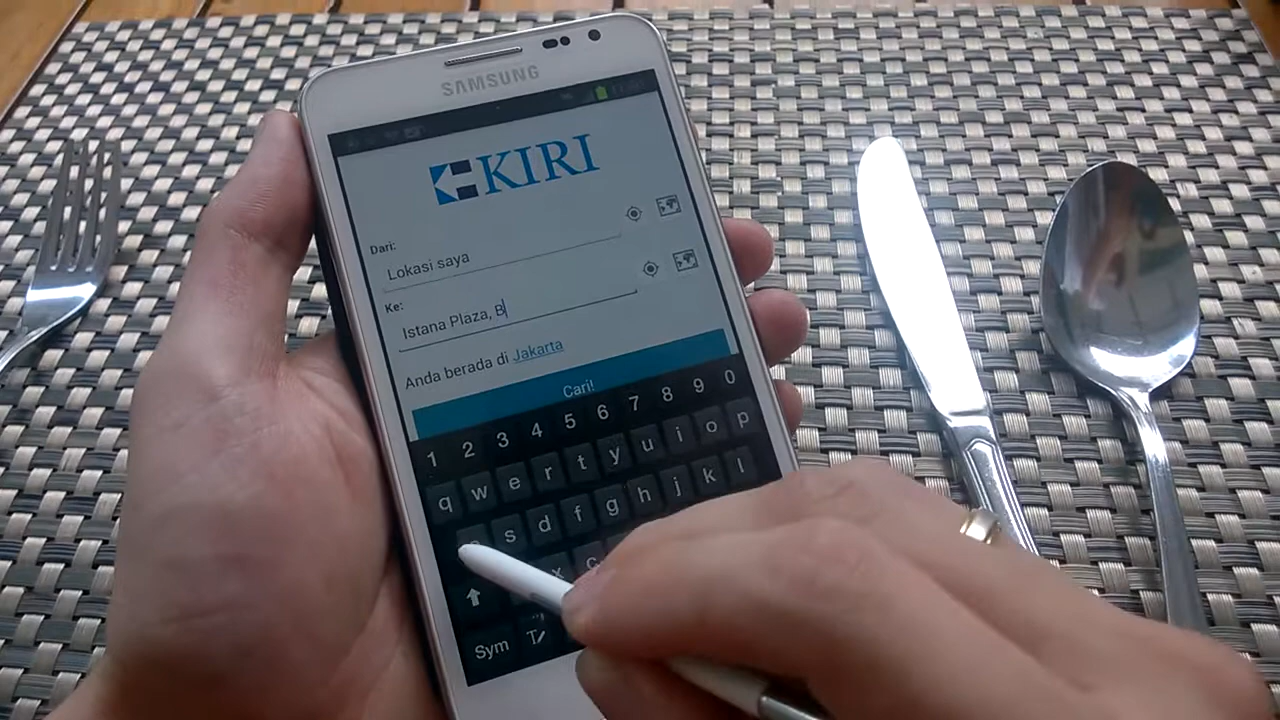 SAMSUNG
KIRI
Dari:
Lokasi saya
Ke:
Istana Plaza, B
Anda berada di Jakarta
Cari!
1 2 3 4 5 6 7 8 9 0
q w e r t y u i o p
s d f g h j k l
x c
Sym